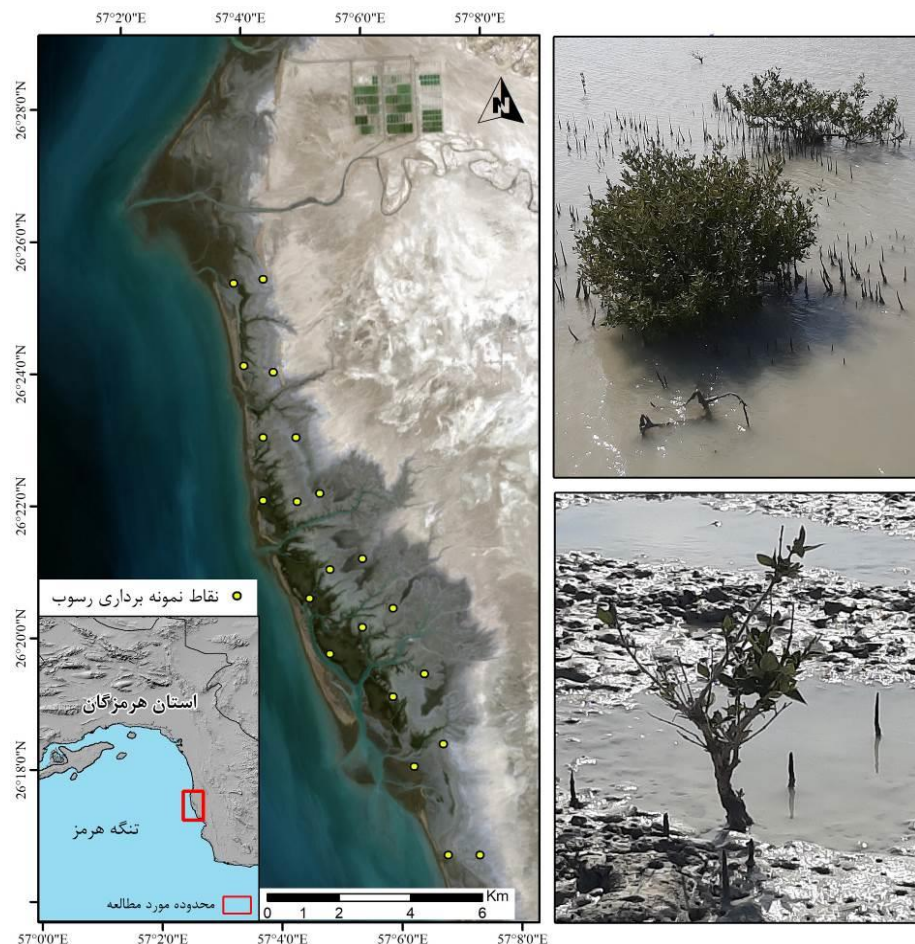 57°2'0"E
57°4'0"E
57°6'0"E
57°8'0"E
26°28'0"N
26°26'0"N
26°24'0"N
26°22'0"N
26°20'0"N
26°18'0"N
N
نقاط نمونه برداری رسوب
استان هرمزگان
تنگه هرمز
محدوده مورد مطالعه
Km
0 1 2 4 6
57°0'0"E
57°2'0"E
57°4'0"E
57°6'0"E
57°8'0"E